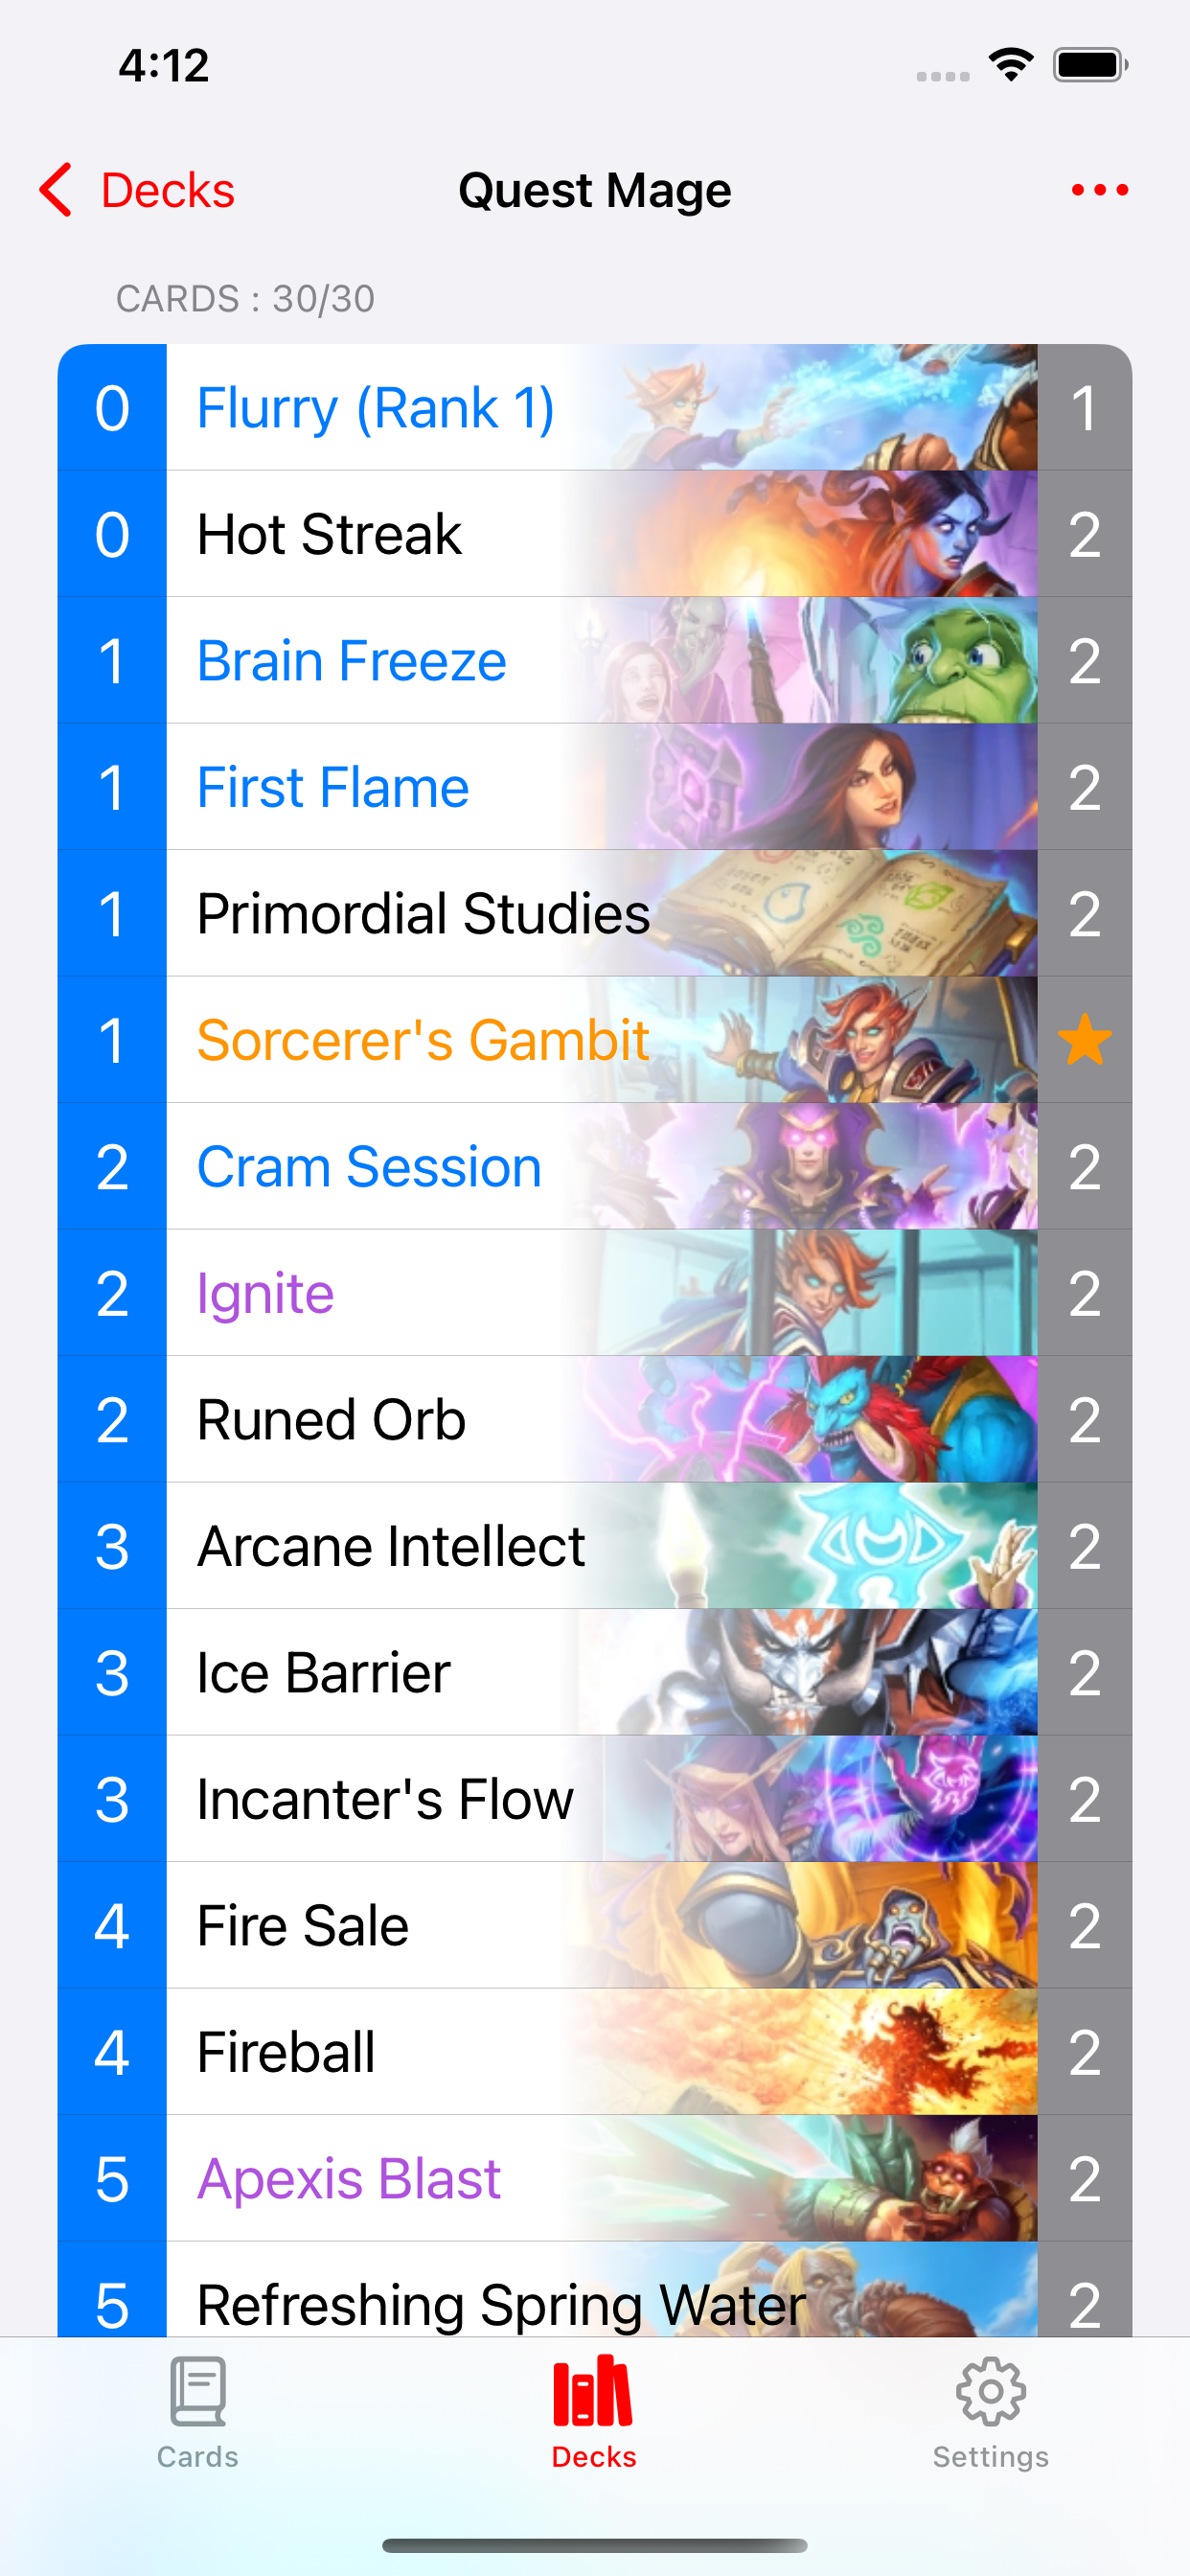 4:12
Decks
Quest Mage
CARDS : 30/30
0 Flurry (Rank 1) 1
0 Hot Streak 2
1 Brain Freeze 2
1 First Flame 2
1 Primordial Studies 2
1 Sorcerer's Gambit
2 Cram Session 2
2 Ignite 2
2 Runed Orb 2
3 Arcane Intellect 2
3 Ice Barrier 2
3 Incanter's Flow 2
4 Fire Sale 2
4 Fireball 2
5 Apexis Blast 2
5 Refreshing Spring Water 2
Cards
Decks
Settings